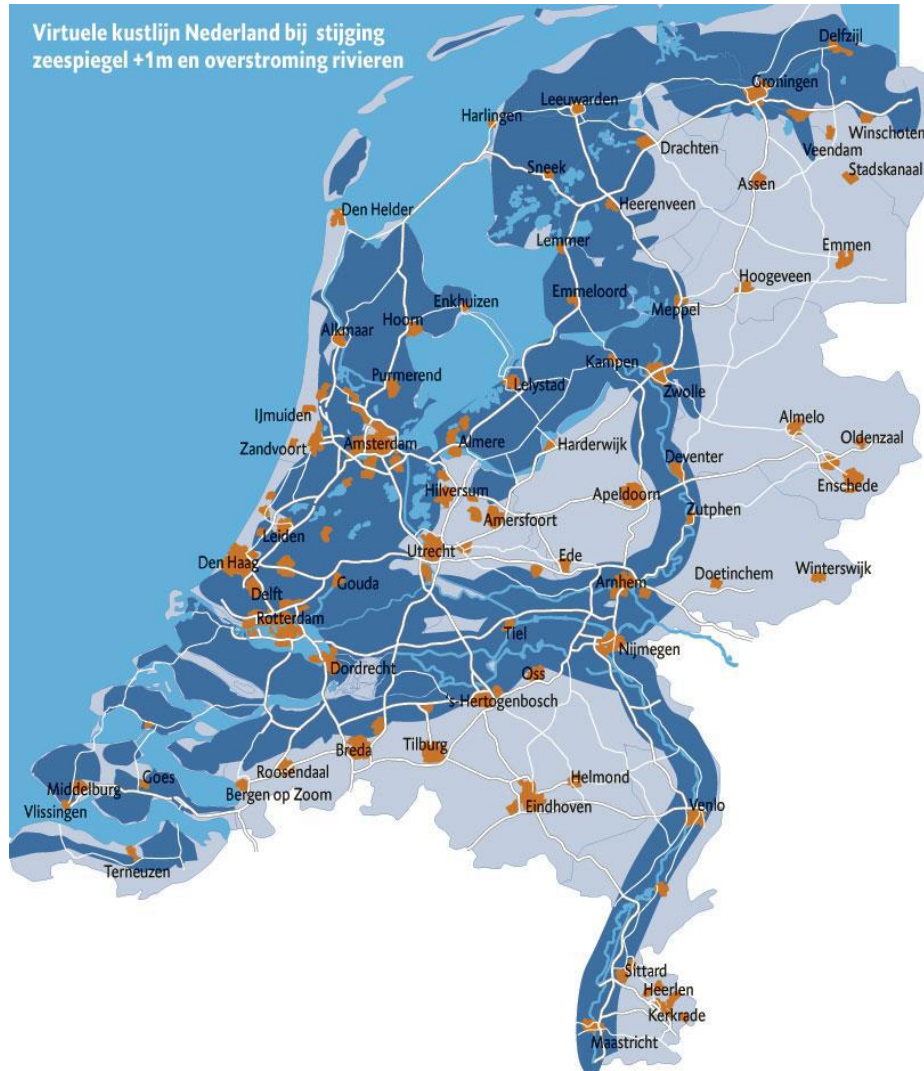 Virtuele kustlijn Nederland bij stijging
zeespiegel +1m en overstroming rivieren
Delfzijl
Groningen
Leeuwarden
Harlingen
Winschoten
Drachten
Veendam
Sneek
Stadskanaal
Assen
Den Helder
Heerenveen
Lemmer
Emmen
Hoogeveen
Emmeloord
Enkhuizen
Meppel
Hoorn
Alkmaar
Kampen
Purmerend
Lelystad
Zwolle
IJmuiden
Almelo
Zandvoort
Amsterdam
Almere
Harderwijk
Oldenzaal
Deventer
Enschede
Hilversum
Apeldoorn
Zutphen
Amersfoort
Leiden
Utrecht
Den Haag
Ede
Gouda
Arnhem
Doetinchem
Winterswijk
Delft
Rotterdam
Tiel
Nijmegen
Dordrecht
Oss
's-Hertogenbosch
Breda
Tilburg
Roosendaal
Goes
Helmond
Middelburg
Bergen op Zoom
Eindhoven
Venlo
Vlissingen
Terneuzen
Sittard
Heerlen
Kerkrade
Maastricht